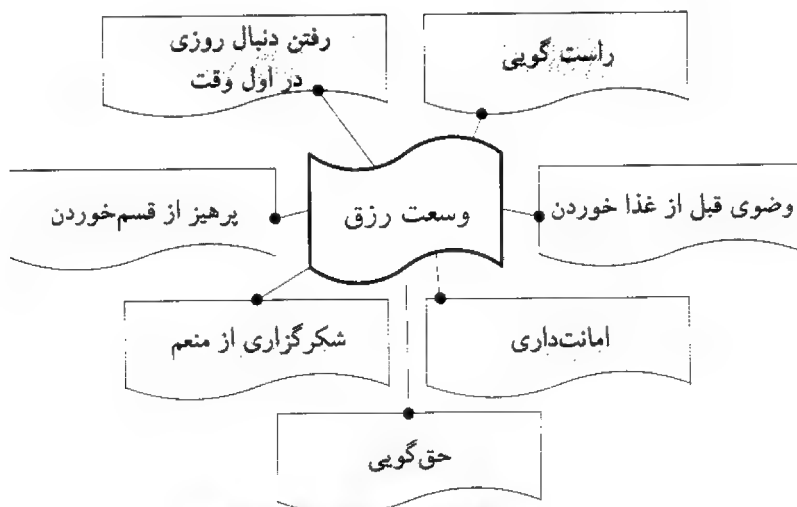 راست گویی
رفتن دنبال روزی
در اول وقت
وضوی قبل از غذا خوردن
وسعت رزق
پرهیز از قسم‌خوردن
امانت‌داری
شکرگزاری از منعم
حق‌گویی